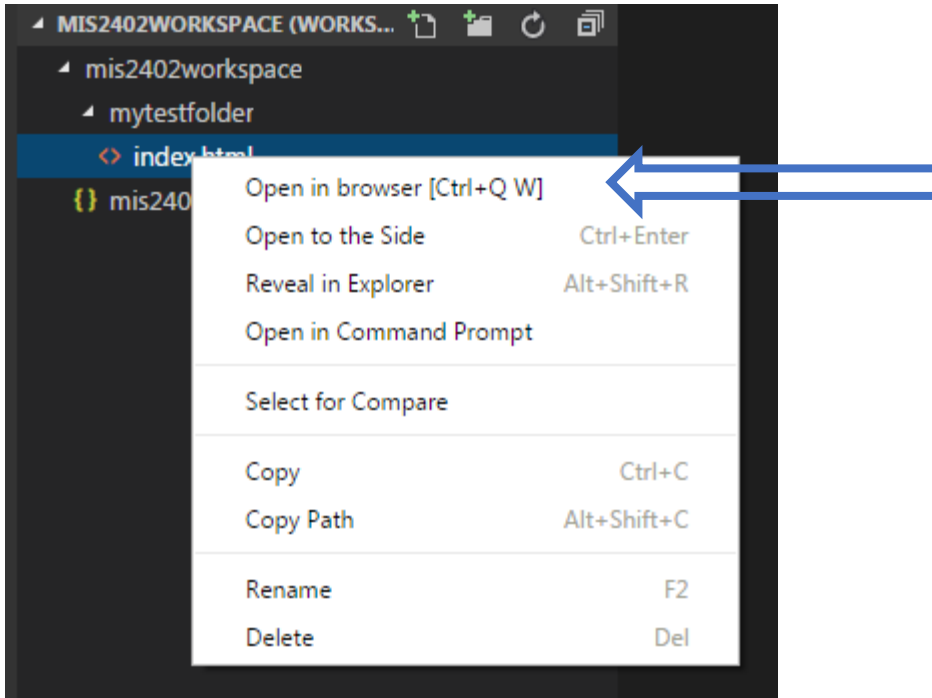 MIS2402WORKSPACE (WORKS...
mis2402workspace
mytestfolder
index.html
{} mis240
Open in browser [Ctrl+Q W]
Open to the Side Ctrl+Enter
Reveal in Explorer Alt+Shift+R
Open in Command Prompt
Select for Compare
Copy Ctrl+C
Copy Path Alt+Shift+C
Rename F2
Delete Del